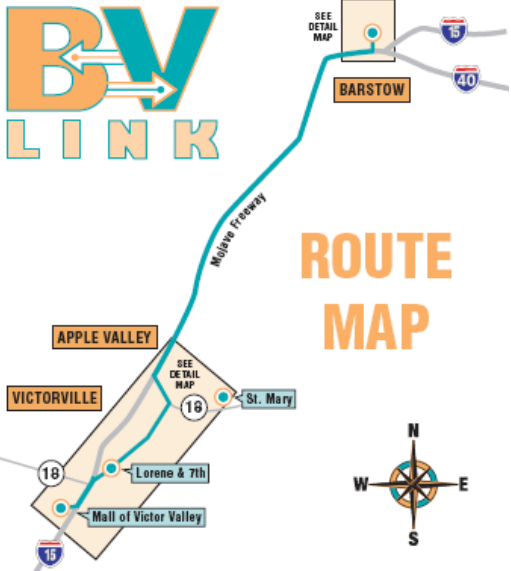 BV
LINK
SEE
DETAIL
MAP
15
40
BARSTOW
Mojave Freeway
ROUTE
MAP
APPLE VALLEY
SEE
DETAIL
MAP
VICTORVILLE
18
St. Mary
18
Lorene & 7th
Mall of Victor Valley
15
N
W
E
S